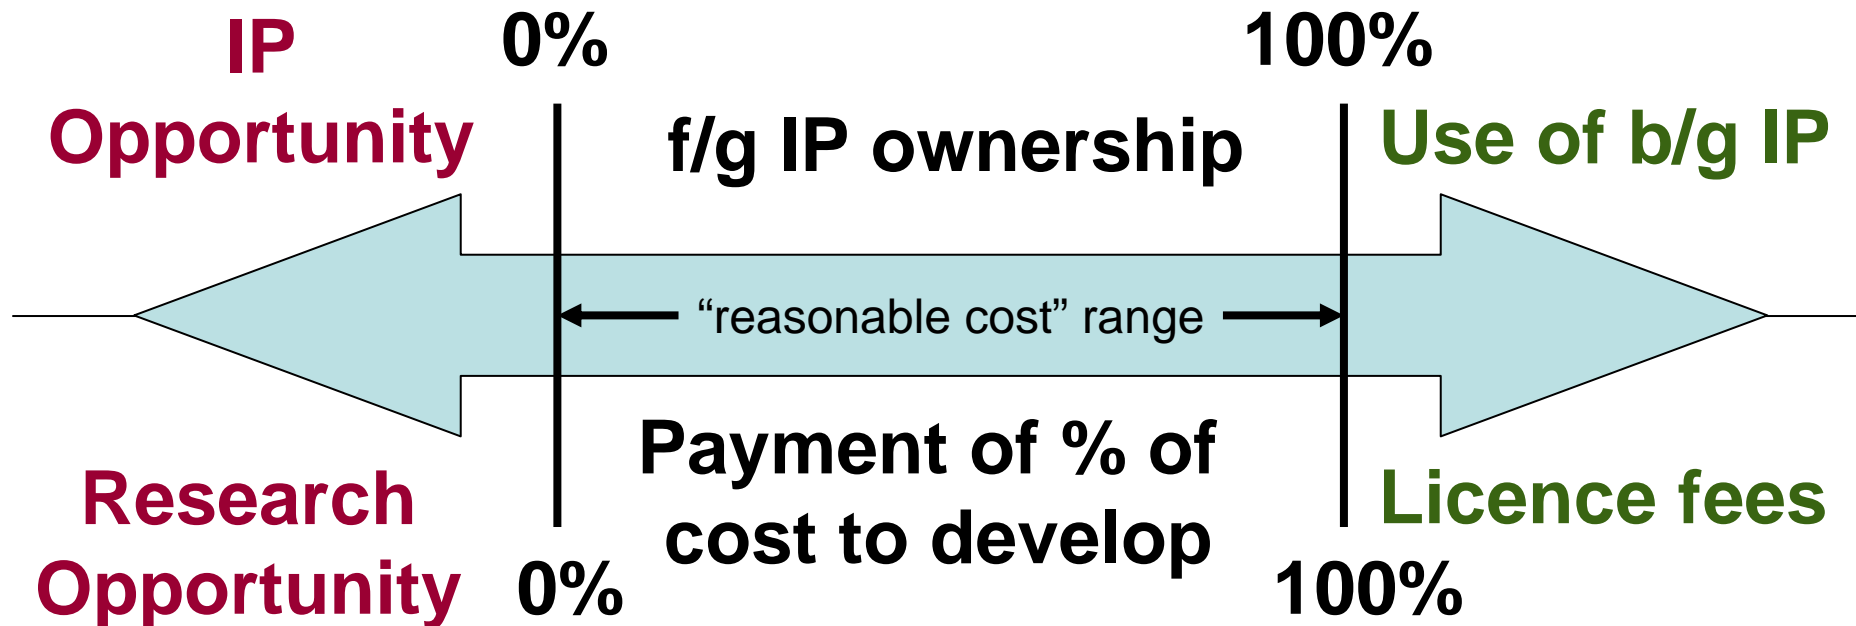 IP
Opportunity
0%
100%
f/g IP ownership
Use of b/g IP
“reasonable cost” range
Research
Opportunity
0%
Payment of % of
cost to develop
100%
Licence fees